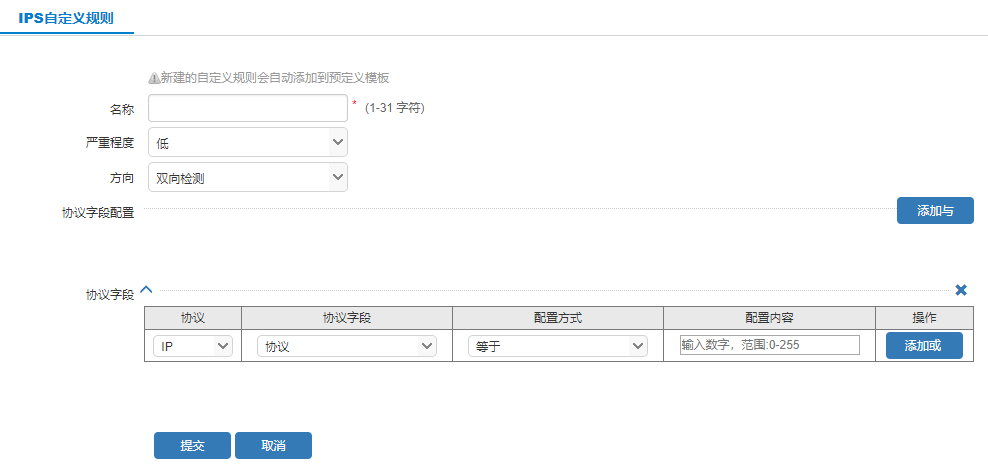 IPS自定义规则
新建的自定义规则会自动添加到预定义模板
名称 * (1-31 字符)
严重程度 低
方向 双向检测
协议字段配置 添加与
协议字段
协议 协议字段 配置方式 配置内容 操作
IP 协议 等于 输入数字，范围:0-255 添加或
提交 取消